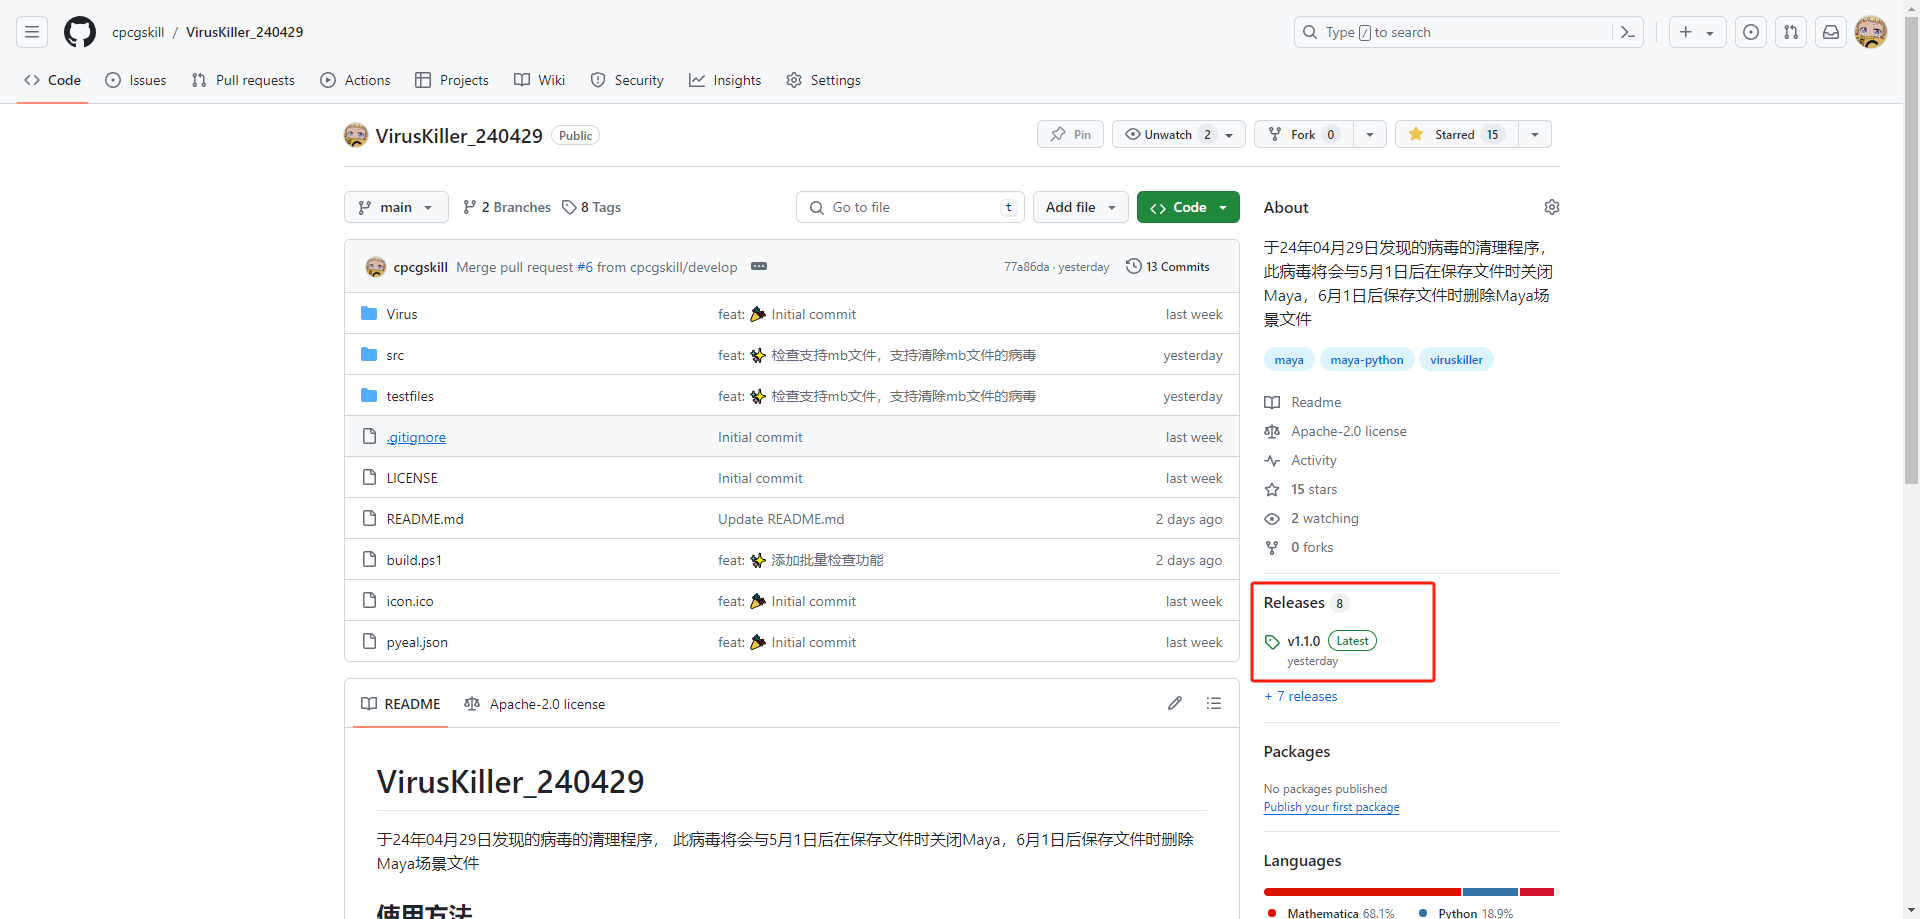 cpcgskill / VirusKiller_240429
Type / to search
Code Issues Pull requests Actions Projects Wiki Security Insights Settings
VirusKiller_240429 Public
Pin Unwatch 2 Fork 0 Starred 15
main 2 Branches 8 Tags Go to file t Add file Code
cpcgskill Merge pull request #6 from cpcgskill/develop 77a86da · yesterday 13 Commits
Virus feat: Initial commit last week
src feat: 检查支持mb文件，支持清除mb文件的病毒 yesterday
testfiles feat: 检查支持mb文件，支持清除mb文件的病毒 yesterday
.gitignore Initial commit last week
LICENSE Initial commit last week
README.md Update README.md 2 days ago
build.ps1 feat: 添加批量检查功能 2 days ago
icon.ico feat: Initial commit last week
pyeal.json feat: Initial commit last week
README Apache-2.0 license
VirusKiller_240429
于24年04月29日发现的病毒的清理程序， 此病毒将会与5月1日后在保存文件时关闭Maya，6月1日后保存文件时删除
Maya场景文件
使用方法
About
于24年04月29日发现的病毒的清理程序，
此病毒将会与5月1日后在保存文件时关闭
Maya，6月1日后保存文件时删除Maya场
景文件
maya maya-python viruskiller
Readme
Apache-2.0 license
Activity
15 stars
2 watching
0 forks
Releases 8
v1.1.0 Latest
yesterday
+ 7 releases
Packages
No packages published
Publish your first package
Languages
Mathematica 68.1% Python 18.9%